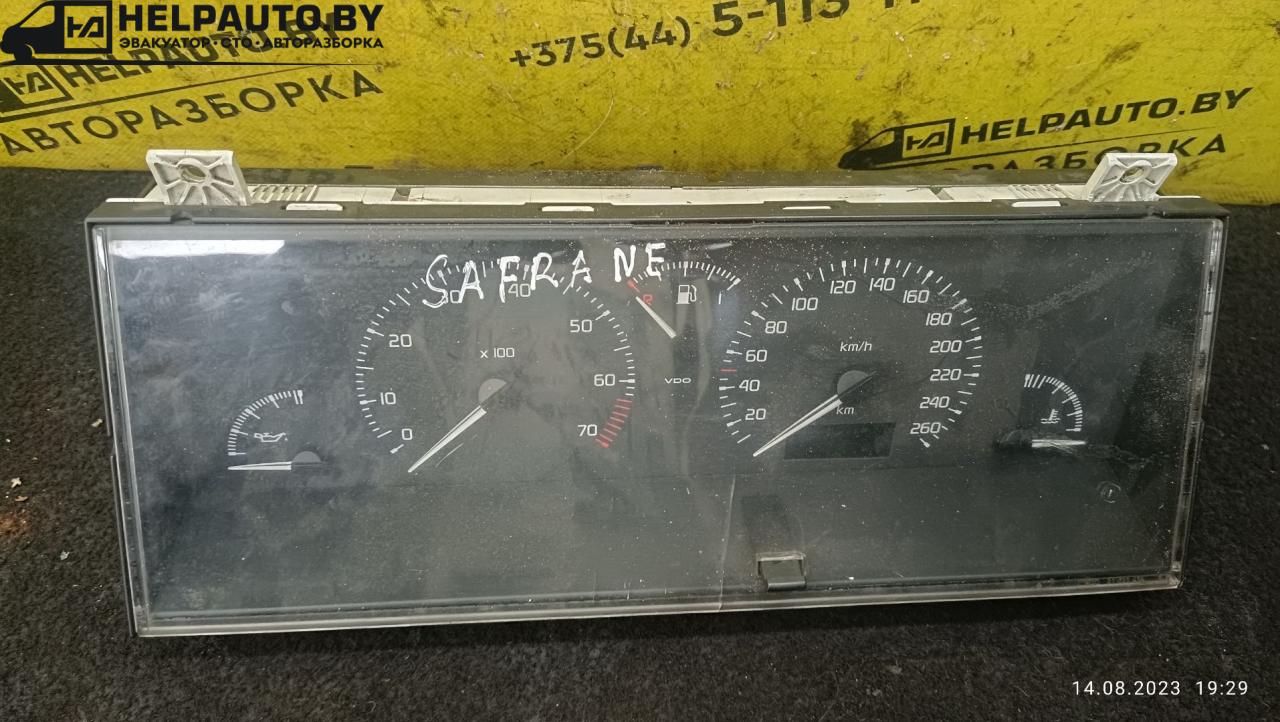 HELPAUTO.BY
ЭВАКУАТОР·СТО·АВТОРАЗБОРКА
HELPAUTO.BY
АВТОРАЗБОРКА
+375(44) 5-113
HELPAUTO.BY
SAFRANE
0 10 20 30 40 50 60 70
x 100
R 1
VDO
20 40 60 80 100 120 140 160 180 200 220 240 260
km/h
km
14.08.2023 19:29